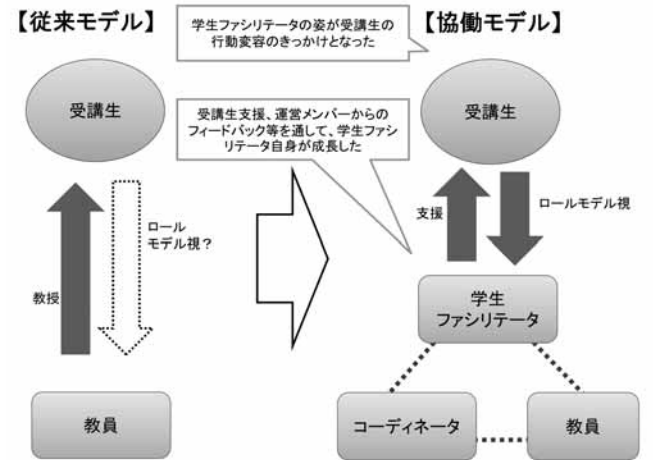 【従来モデル】
学生ファシリテータの姿が受講生の
行動変容のきっかけとなった
【協働モデル】
受講生
受講生支援、運営メンバーからの
フィードバック等を通して、学生ファシ
リテータ自身が成長した
受講生
教授
ロール
モデル視？
支援
ロールモデル視
学生
ファシリテータ
教員
コーディネータ
教員